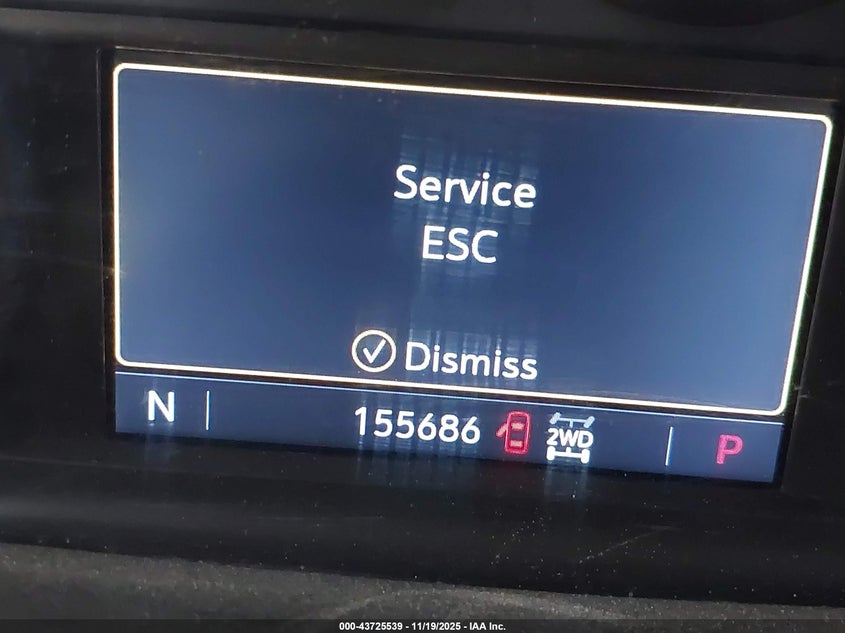 Service
ESC
Dismiss
N 155686 2WD P
000-43725539 - 11/19/2025 - IAA Inc.